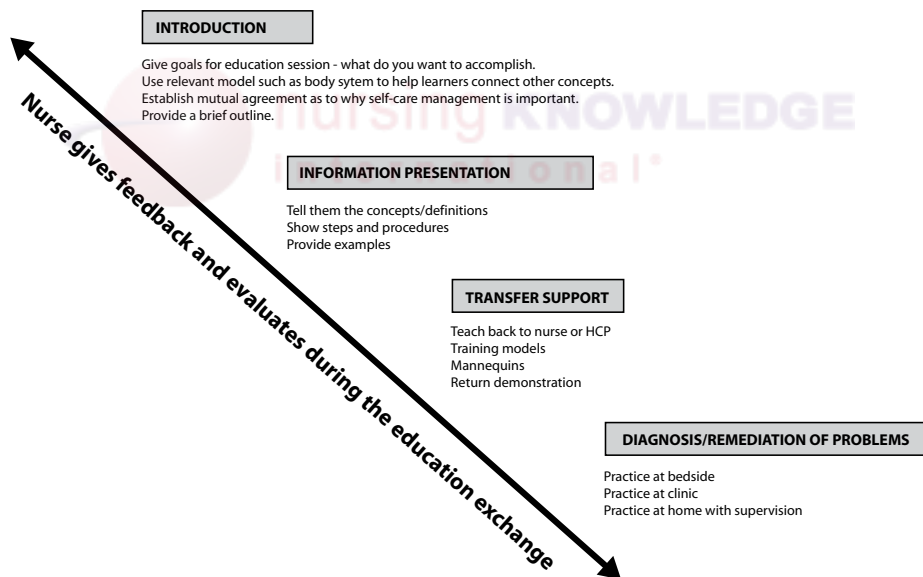 INTRODUCTION
Give goals for education session - what do you want to accomplish.
Use relevant model such as body sytem to help learners connect other concepts.
Establish mutual agreement as to why self-care management is important.
Provide a brief outline.
nursing KNOWLEDGE
international
INFORMATION PRESENTATION
Tell them the concepts/definitions
Show steps and procedures
Provide examples
TRANSFER SUPPORT
Teach back to nurse or HCP
Training models
Mannequins
Return demonstration
DIAGNOSIS/REMEDIATION OF PROBLEMS
Practice at bedside
Practice at clinic
Practice at home with supervision
Nurse gives feedback and evaluates during the education exchange